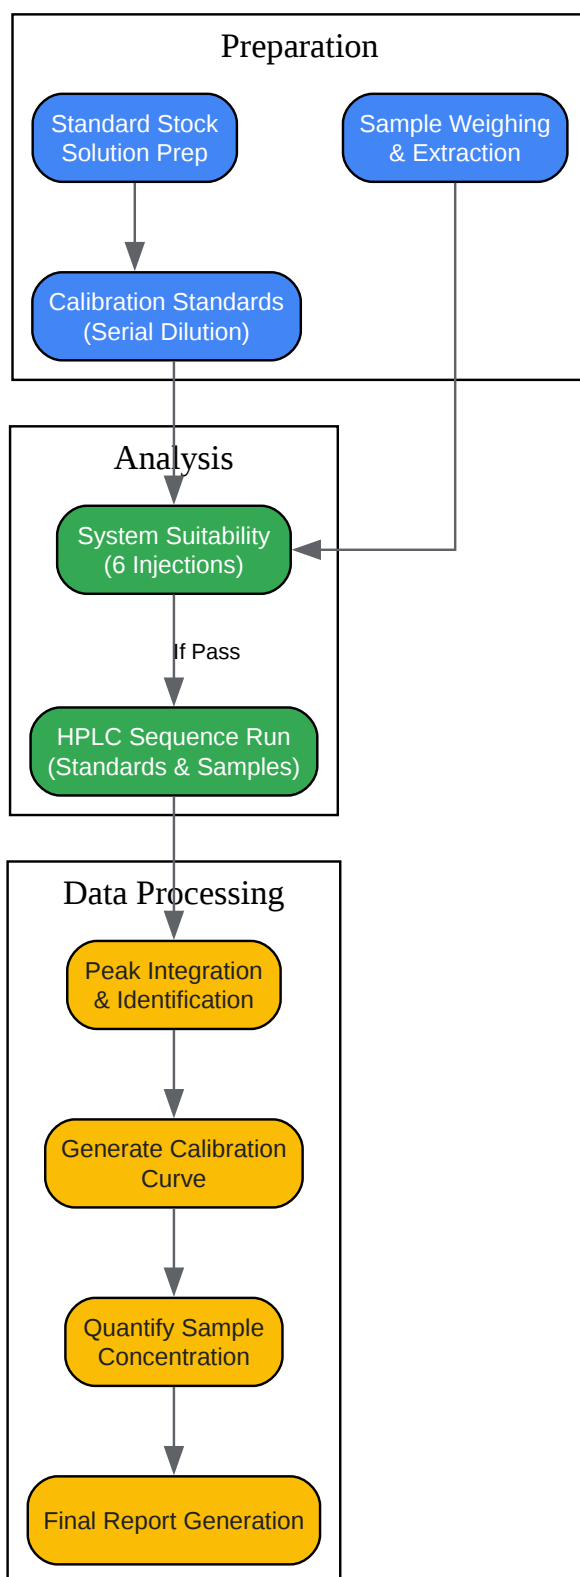 Preparation
Standard Stock
Solution Prep
Sample Weighing
& Extraction
Calibration Standards
(Serial Dilution)
Analysis
System Suitability
(6 Injections)
If Pass
HPLC Sequence Run
(Standards & Samples)
Data Processing
Peak Integration
& Identification
Generate Calibration
Curve
Quantify Sample
Concentration
Final Report Generation